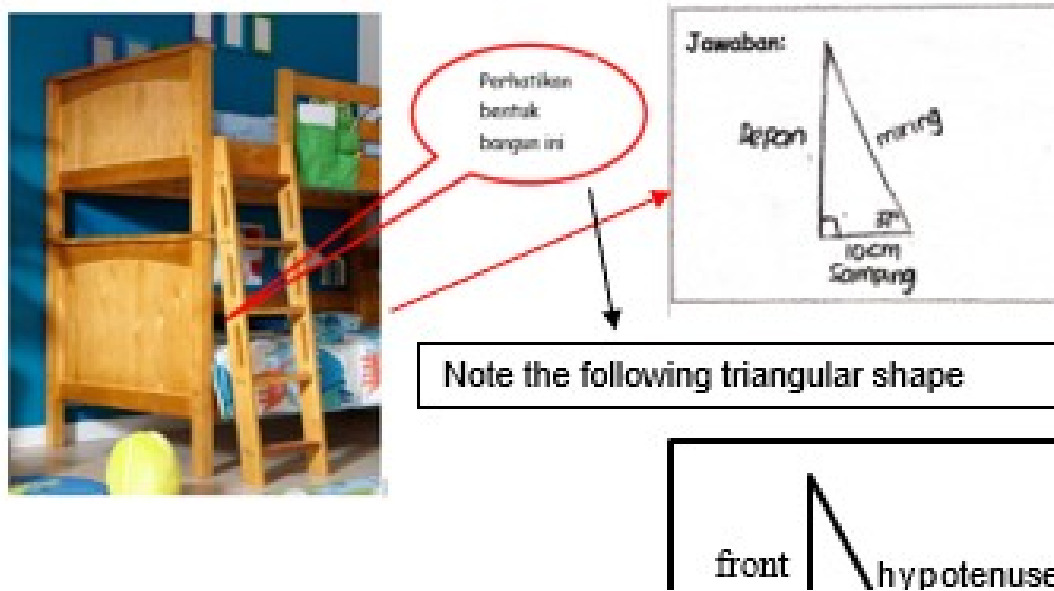 Perhatikan
bentuk
bangun ini
Jawaban:
Depan
miring
10cm
Samping
Note the following triangular shape
front
hypotenuse